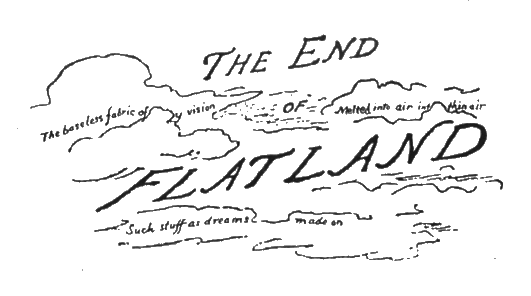 THE END
The baseless fabric of my vision
OF
Melted into air into thin air
FLATLAND
Such stuff as dreams
made on